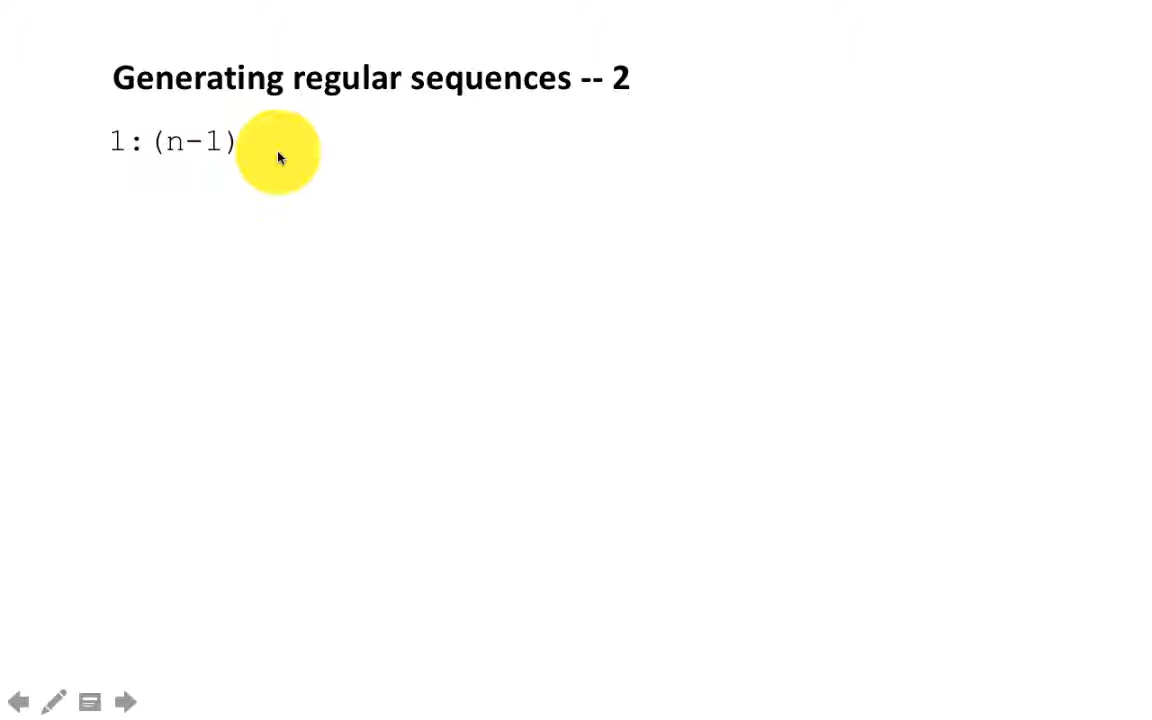 Generating regular sequences -- 2
1:(n-1)